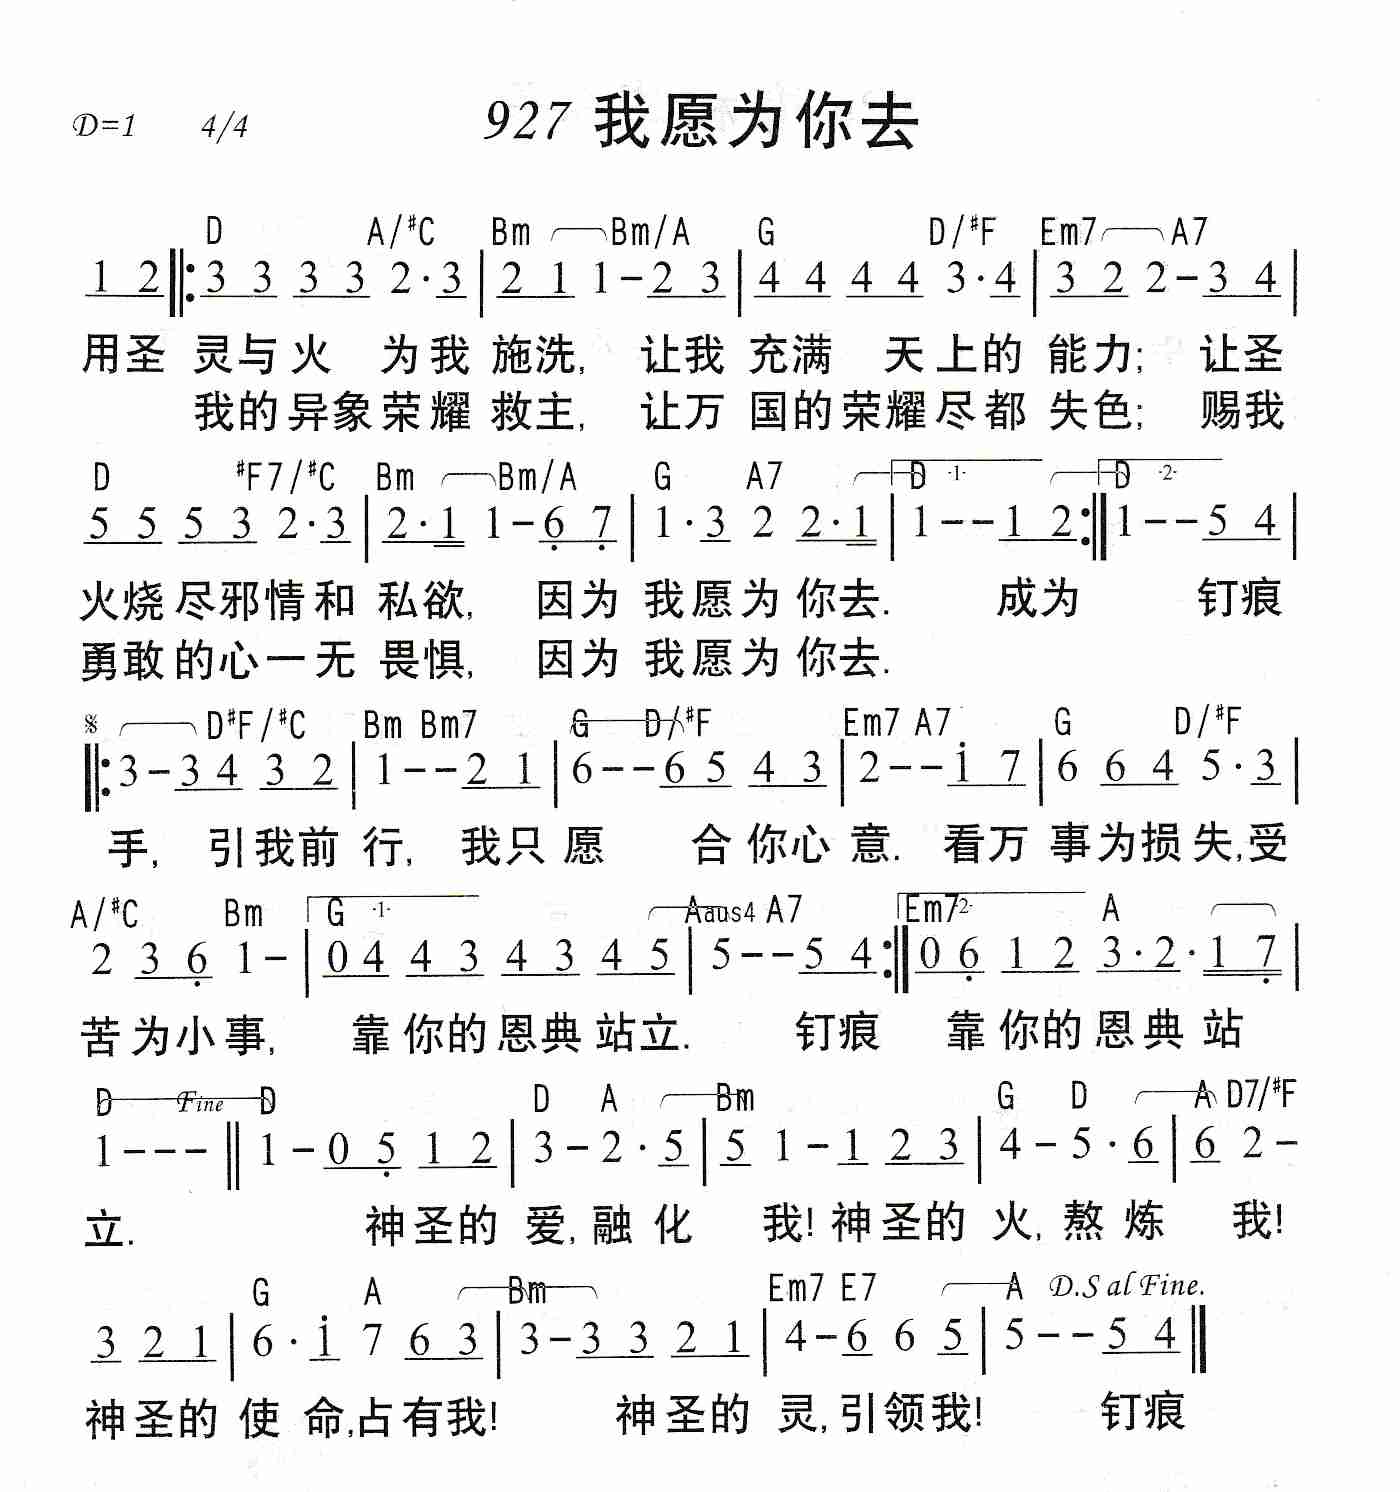 D=1 4/4 927 我愿为你去
D A/#C Bm Bm/A G D/#F Em7 A7
1 2 ‖: 3 3 3 3 2·3 | 2 1 1-2 3 | 4 4 4 4 3·4 | 3 2 2-3 4 |
用圣 灵与火 为我 施洗, 让我 充满 天上的 能力; 让圣
我的异象荣耀 救主, 让万 国的荣耀尽都 失色; 赐我
D #F7/#C Bm Bm/A G A7 D ·1· D ·2·
5 5 5 3 2·3 | 2·1 1-6̣ 7̣ | 1·3 2 2·1 | 1--1 2 :‖ 1--5 4 |
火烧尽邪情和 私欲, 因为 我愿为 你去. 成为 钉痕
勇敢的心一无 畏惧, 因为 我愿为 你去.
𝄋 D#F/#C Bm Bm7 G D/#F Em7 A7 G D/#F
‖: 3-3 4 3 2 | 1--2 1 | 6--6 5 4 3 | 2--1̇ 7 | 6 6 4 5·3 |
手, 引我前 行, 我只愿 合你心 意. 看万 事为损失,受
A/#C Bm G ·1· Aaus4 A7 Em7 2· A
2 3 6̣ 1- | 0 4 4 3 4 3 4 5 | 5--5 4 :‖ 0 6̣ 1 2 3·2·1 7̣ |
苦为小事, 靠你的恩典站立. 钉痕 靠你的恩典站
D Fine D D A Bm G D A D7/#F
1--- ‖ 1-0 5̣ 1 2 | 3-2·5 | 5 1-1 2 3 | 4-5·6 | 6 2-
立. 神圣的 爱,融化 我! 神圣的 火,熬炼 我!
G A Bm Em7 E7 A D.S al Fine.
3 2 1 | 6·1̇ 7 6 3 | 3-3 3 2 1 | 4-6 6 5 | 5--5 4 ‖
神圣的 使 命,占有我! 神圣的 灵,引领我! 钉痕